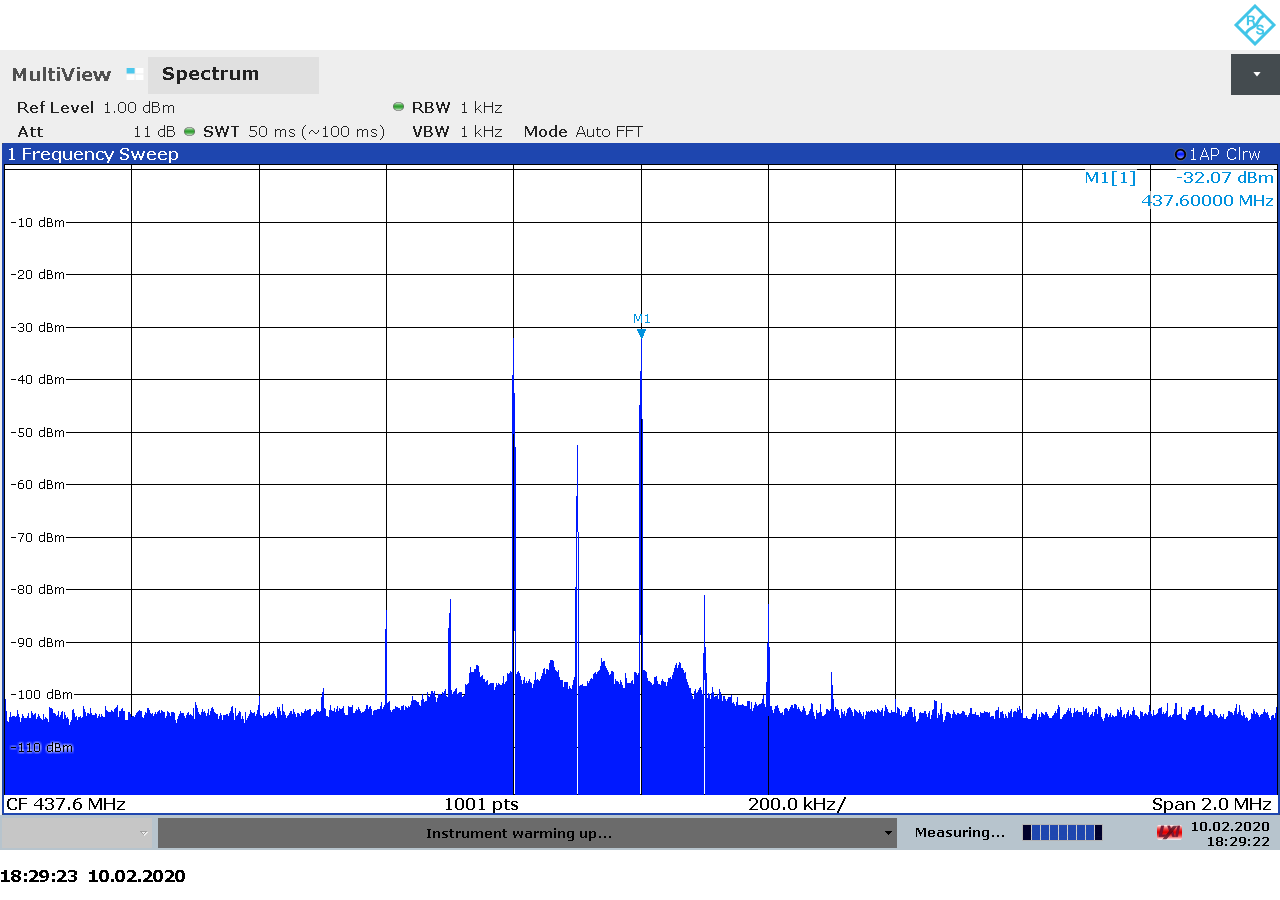 R S
MultiView Spectrum
Ref Level 1.00 dBm RBW 1 kHz
Att 11 dB SWT 50 ms (~100 ms) VBW 1 kHz Mode Auto FFT
1 Frequency Sweep 1AP Clrw
M1[1] -32.07 dBm
437.60000 MHz
-10 dBm
-20 dBm
M1
-30 dBm
-40 dBm
-50 dBm
-60 dBm
-70 dBm
-80 dBm
-90 dBm
-100 dBm
-110 dBm
CF 437.6 MHz 1001 pts 200.0 kHz/ Span 2.0 MHz
Instrument warming up... Measuring... LXI 10.02.2020
18:29:22
18:29:23 10.02.2020